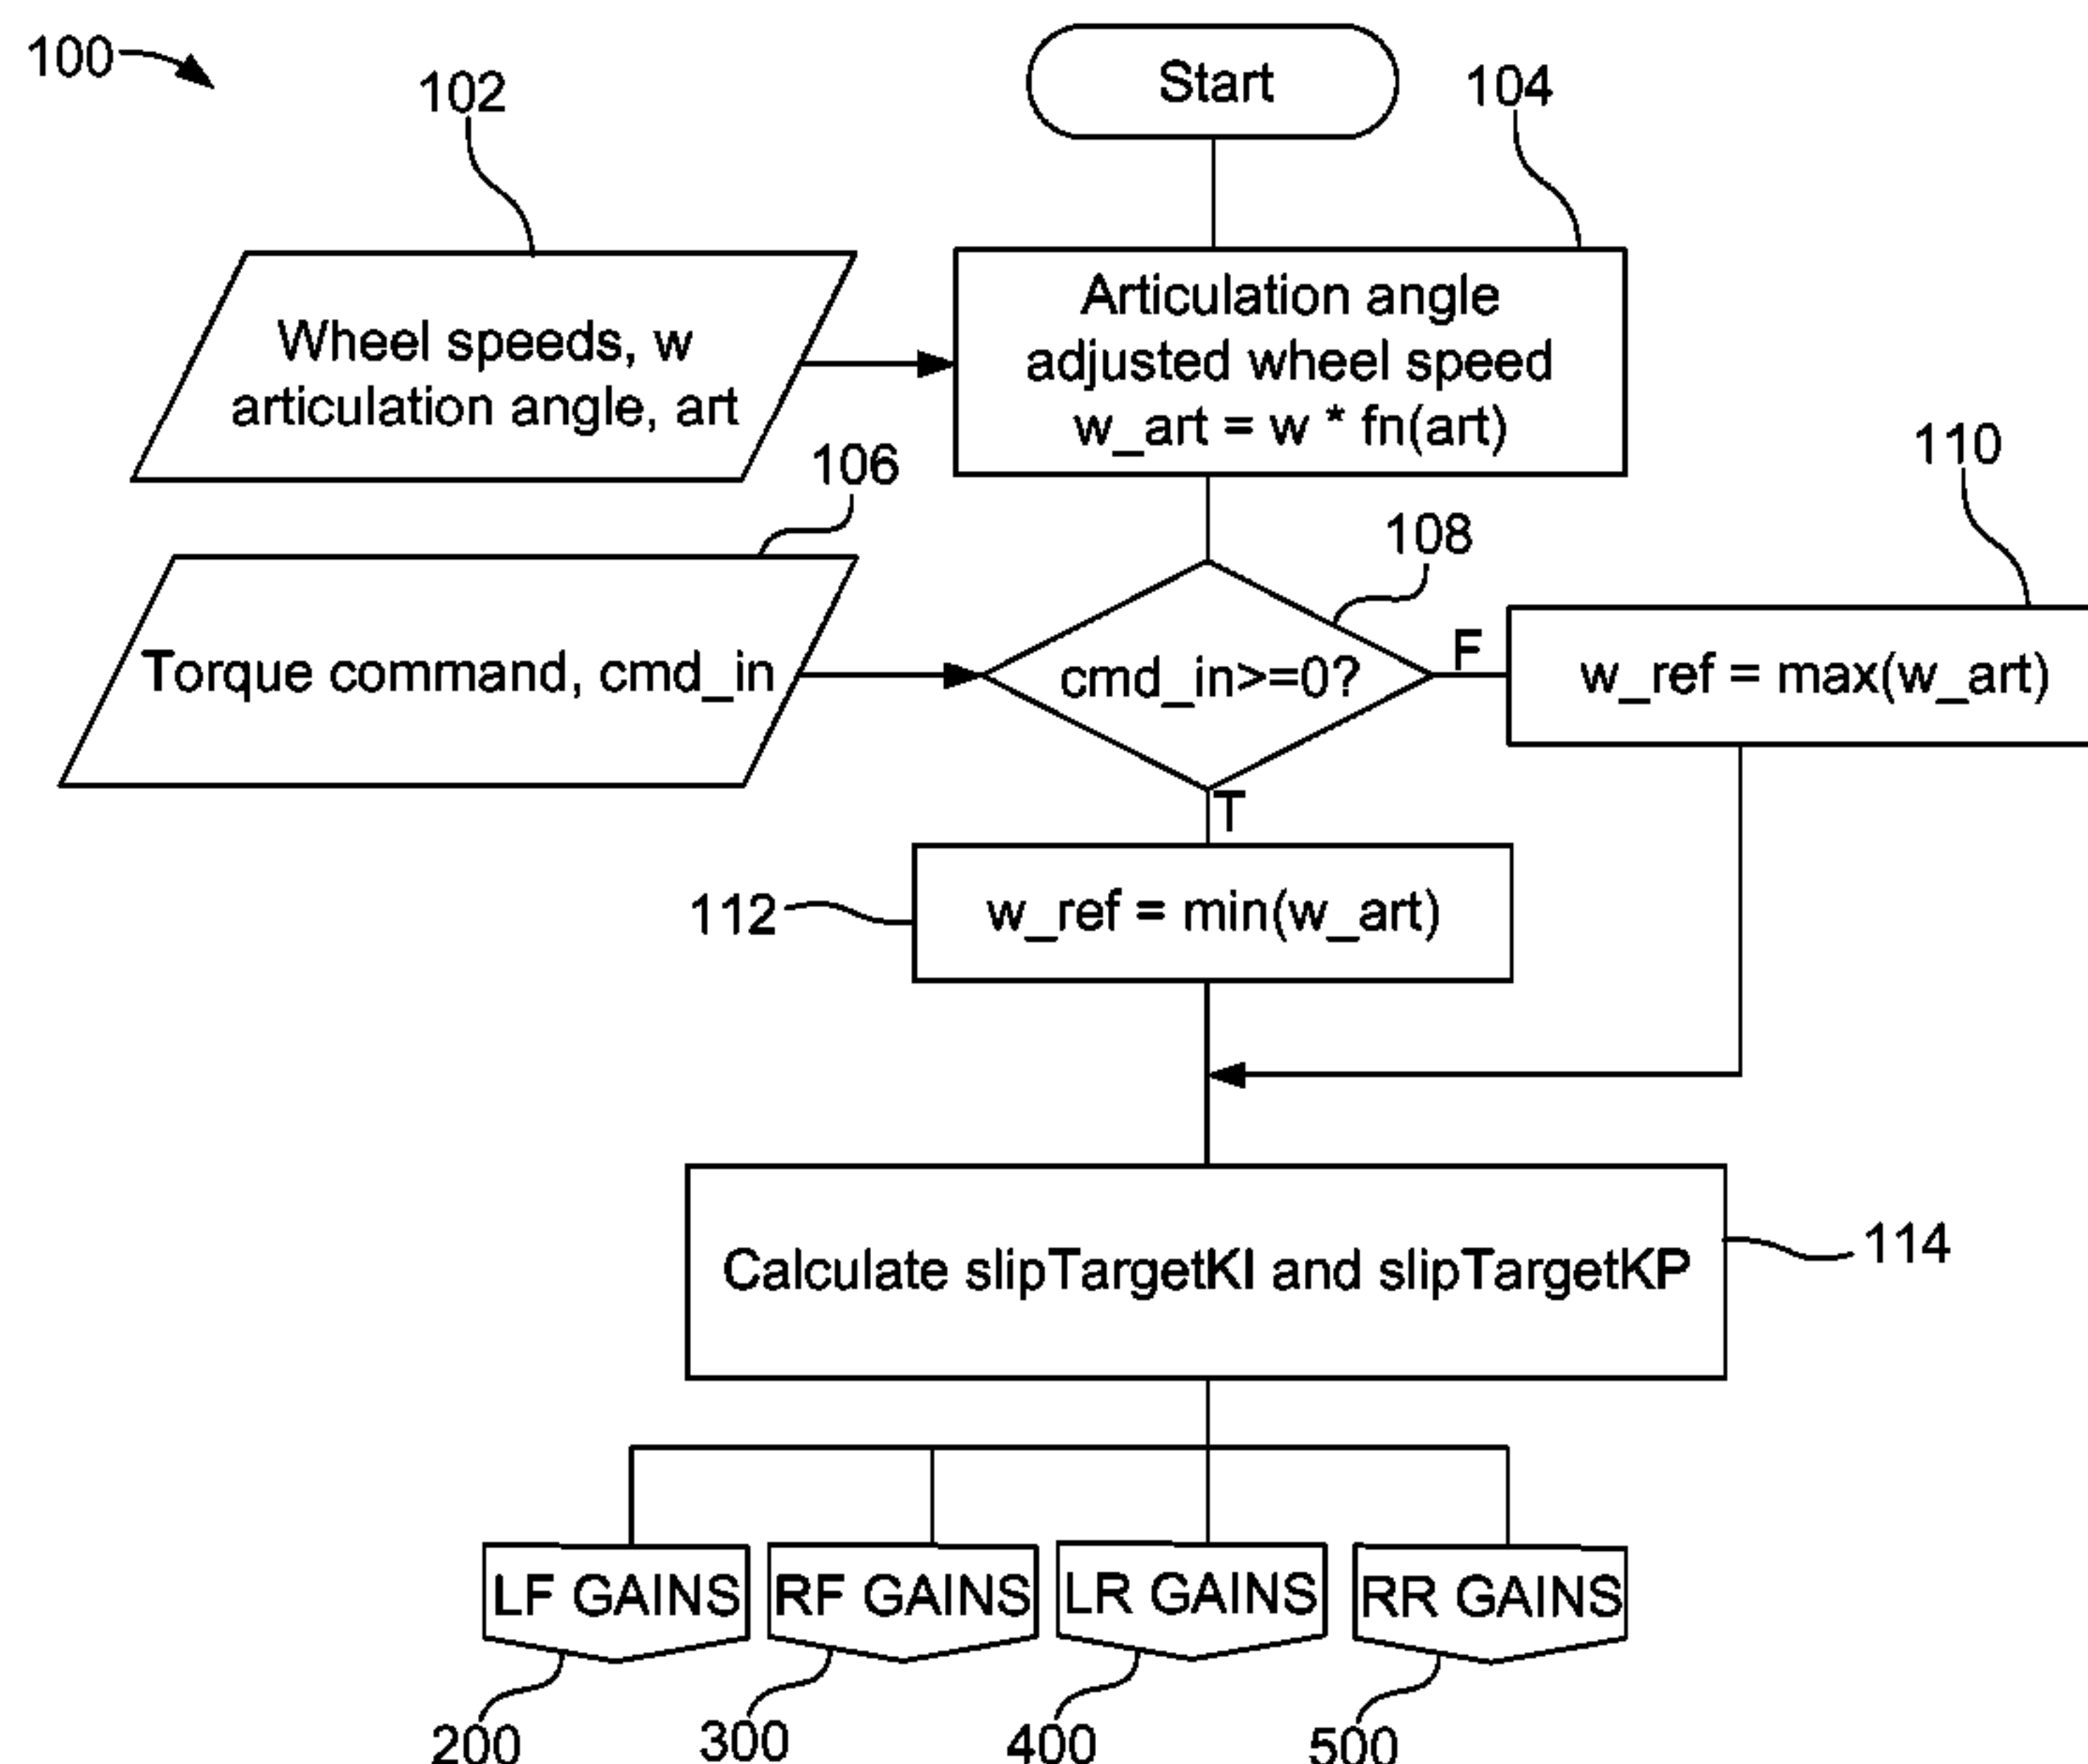 100
102
Start
104
Wheel speeds, w
articulation angle, art
Articulation angle
adjusted wheel speed
w_art = w * fn(art)
106
108
110
Torque command, cmd_in
cmd_in>=0?
F
w_ref = max(w_art)
T
112
w_ref = min(w_art)
Calculate slipTargetKI and slipTargetKP
114
LF GAINS
RF GAINS
LR GAINS
RR GAINS
200
300
400
500